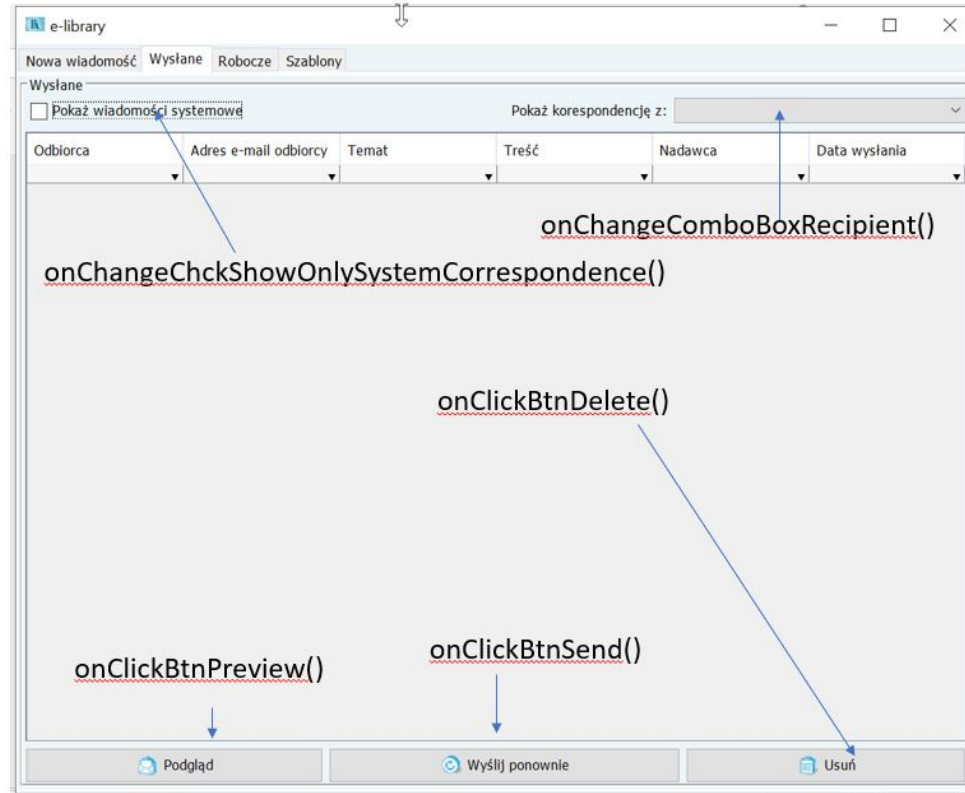 e-library
Nowa wiadomość Wysłane Robocze Szablony
Wysłane
Pokaż wiadomości systemowe Pokaż korespondencję z:
Odbiorca Adres e-mail odbiorcy Temat Treść Nadawca Data wysłania
onChangeComboBoxRecipient()
onChangeChckShowOnlySystemCorrespondence()
onClickBtnDelete()
onClickBtnSend()
onClickBtnPreview()
Podgląd Wyślij ponownie Usuń